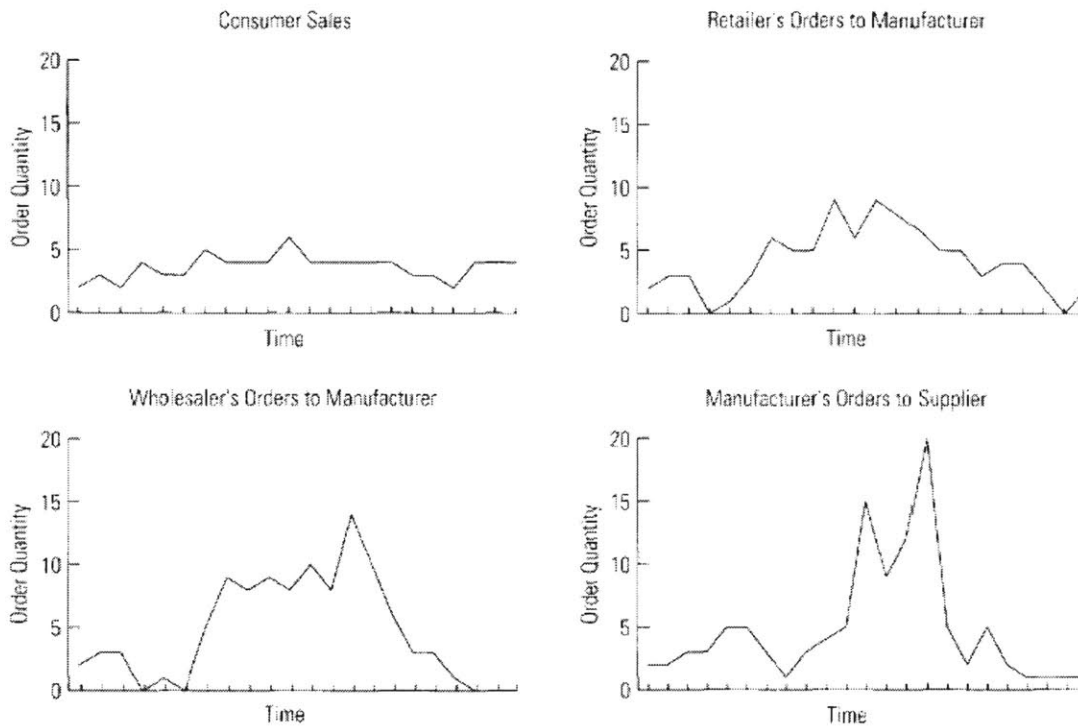 Consumer Sales
20
15
10
5
0
Order Quantity
Time
Retailer's Orders to Manufacturer
20
15
10
5
0
Order Quantity
Time
Wholesaler's Orders to Manufacturer
20
15
10
5
0
Order Quantity
Time
Manufacturer's Orders to Supplier
20
15
10
5
0
Order Quantity
Time